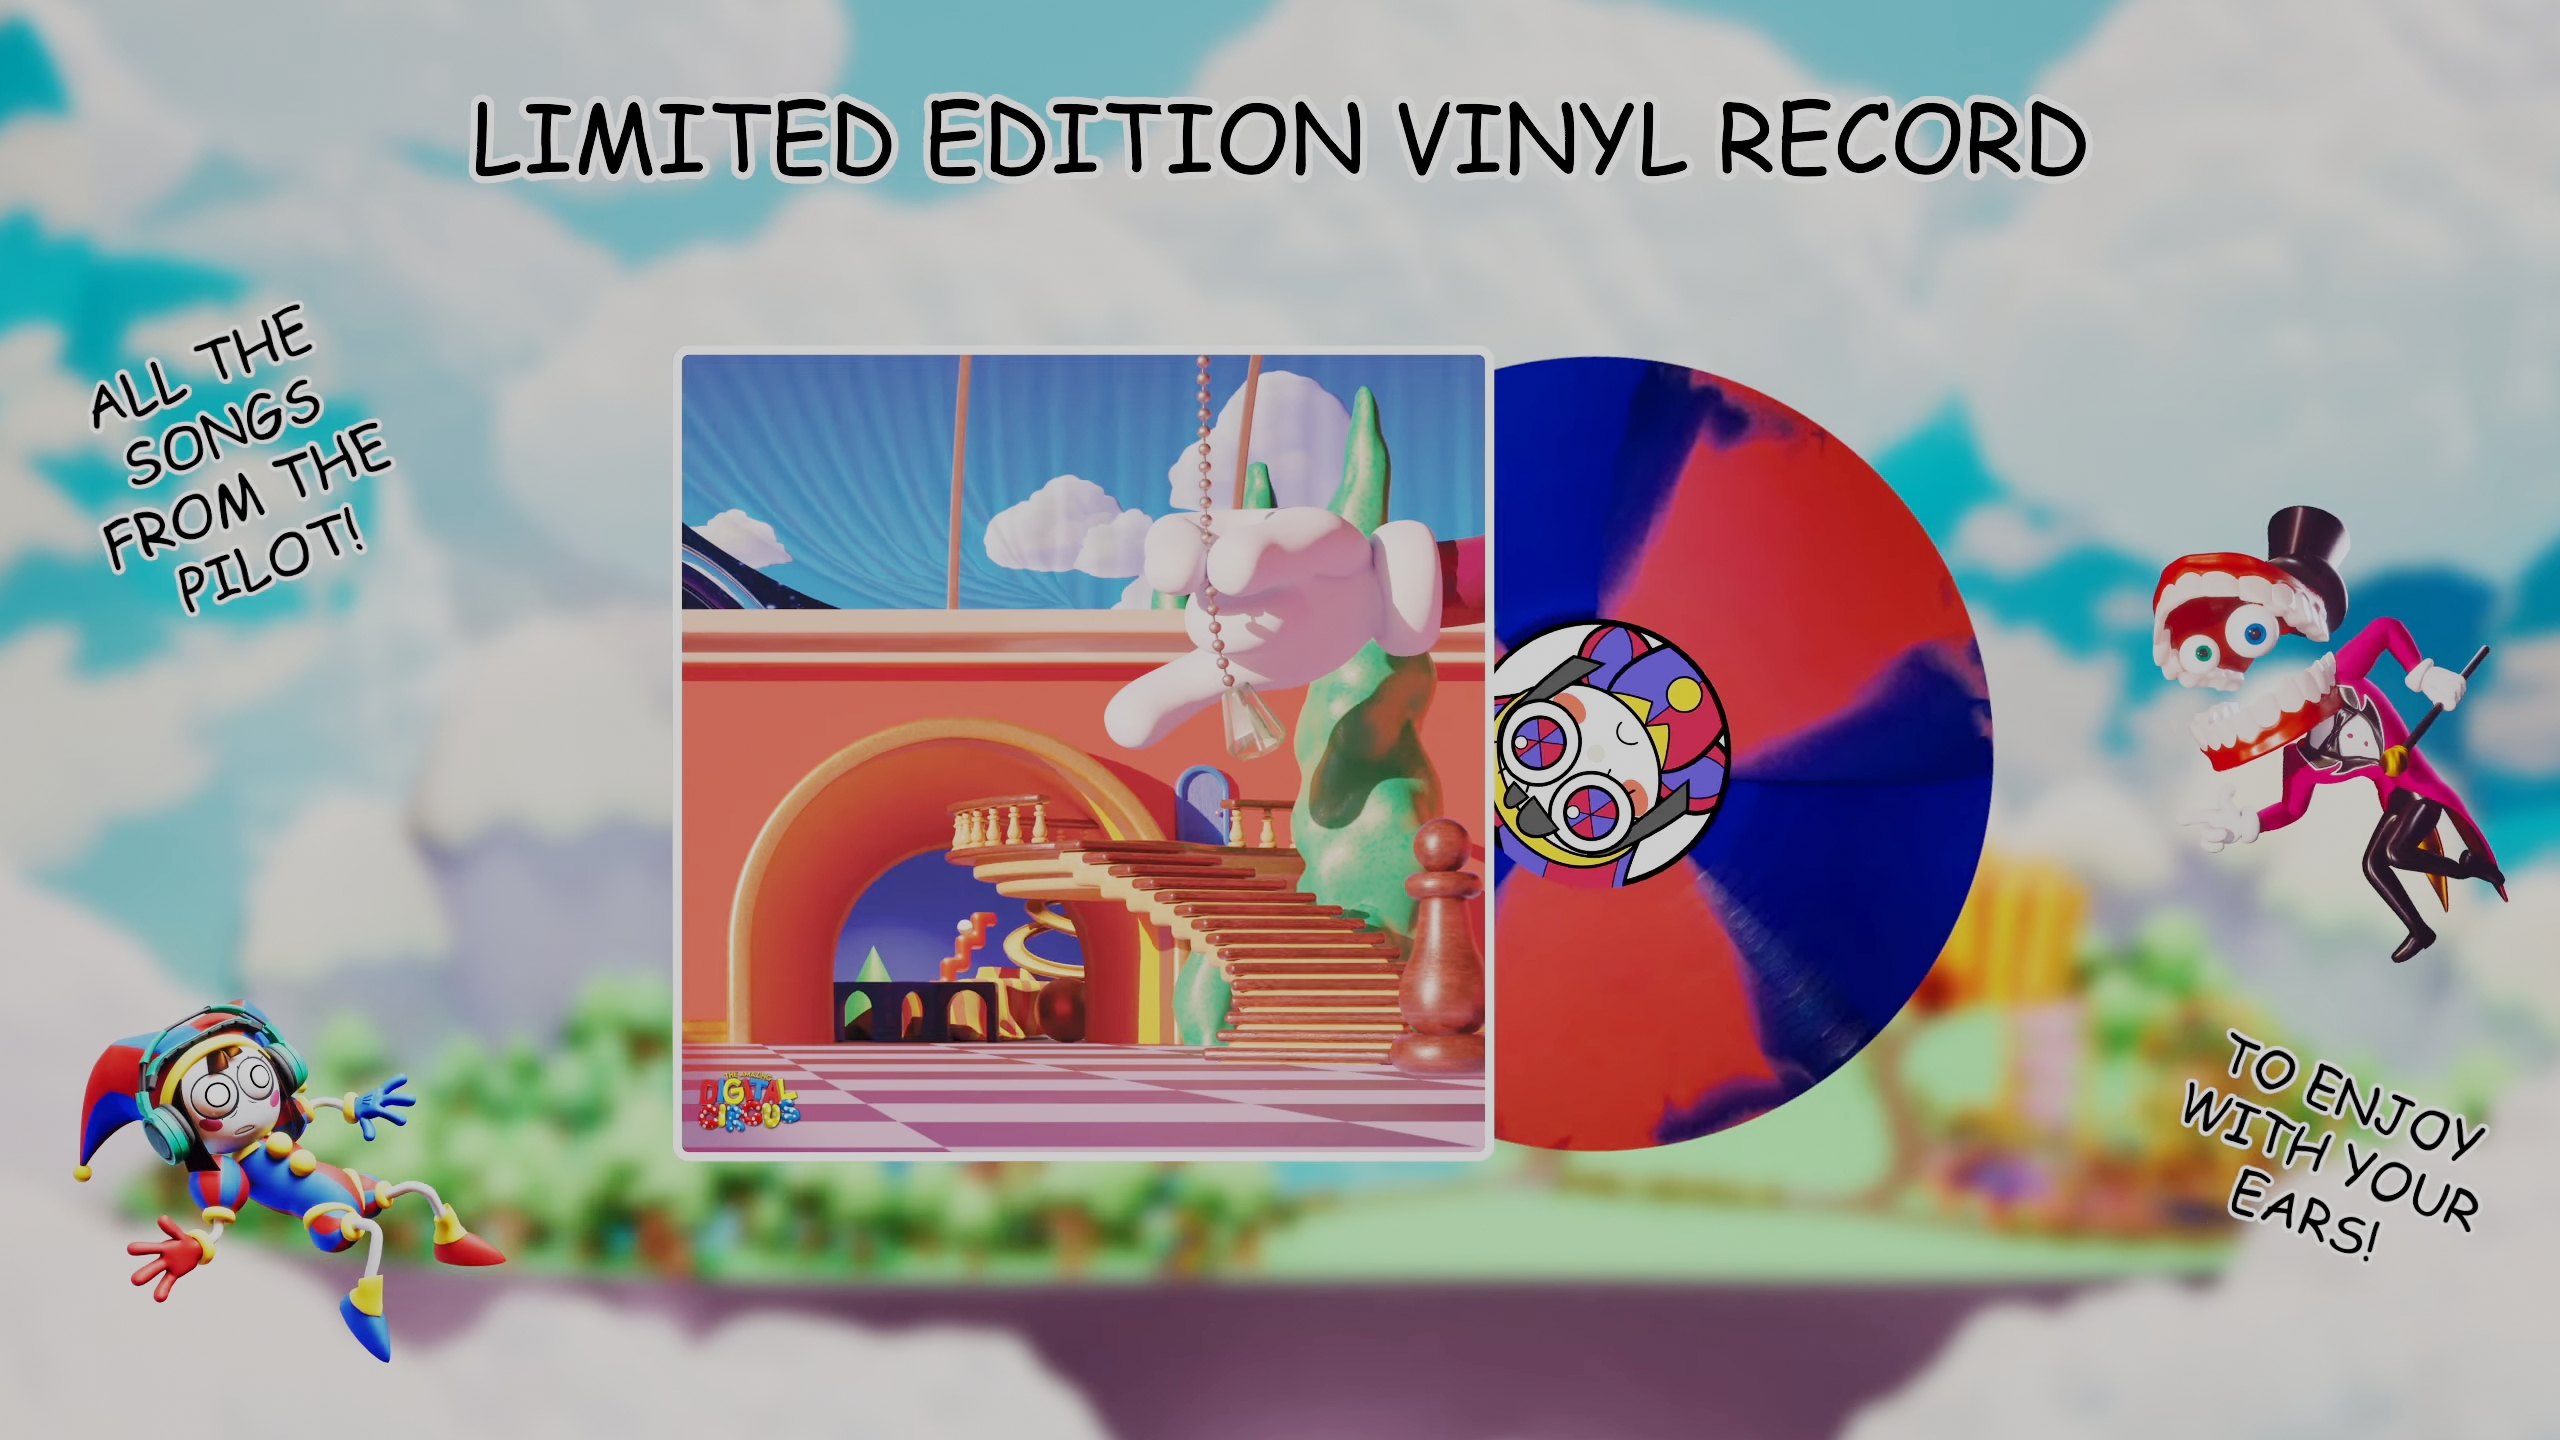 LIMITED EDITION VINYL RECORD
ALL THE
SONGS
FROM THE
PILOT!
THE AMAZING
DIGITAL
CIRCUS
TO ENJOY
WITH YOUR
EARS!